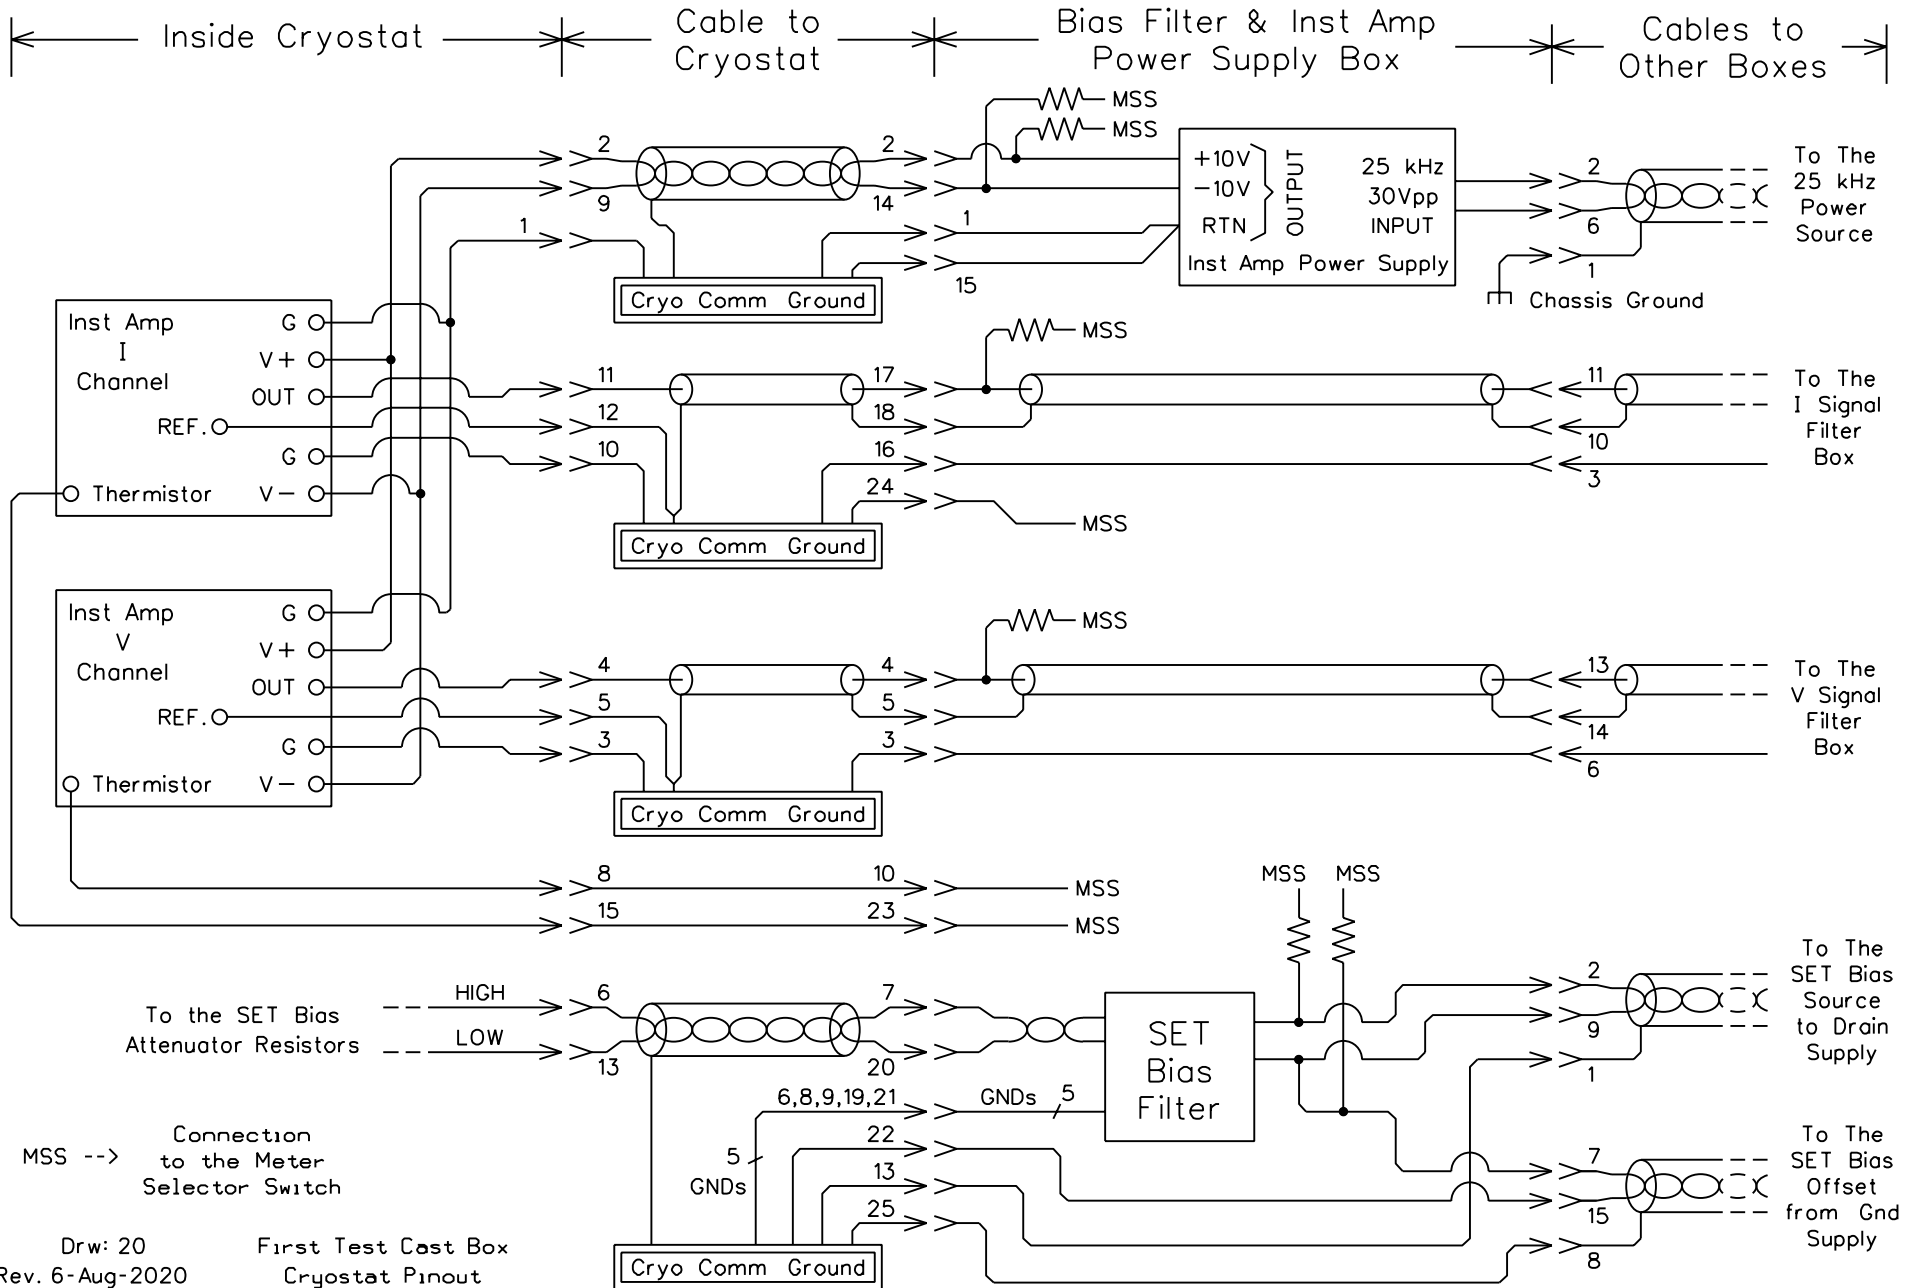 Inside Cryostat
Cable to
Cryostat
Bias Filter & Inst Amp
Power Supply Box
Cables to
Other Boxes
MSS
MSS
2
9
1
2
14
1
15
+10V
-10V
RTN
OUTPUT
25 kHz
30Vpp
INPUT
Inst Amp Power Supply
2
6
1
To The
25 kHz
Power
Source
Chassis Ground
Cryo Comm Ground
Inst Amp
I
Channel
G
V+
OUT
REF.
G
Thermistor
V-
11
12
10
17
18
16
24
MSS
MSS
11
10
3
To The
I Signal
Filter
Box
Cryo Comm Ground
Inst Amp
V
Channel
G
V+
OUT
REF.
G
Thermistor
V-
4
5
3
4
5
3
MSS
13
14
6
To The
V Signal
Filter
Box
Cryo Comm Ground
8
10
MSS
15
23
MSS
MSS
MSS
To the SET Bias
Attenuator Resistors
HIGH
LOW
6
13
7
20
SET
Bias
Filter
2
9
1
To The
SET Bias
Source
to Drain
Supply
6,8,9,19,21
GNDs
5
22
5
GNDs
13
25
7
15
8
To The
SET Bias
Offset
from Gnd
Supply
MSS -->
Connection
to the Meter
Selector Switch
Cryo Comm Ground
Drw: 20
Rev. 6-Aug-2020
First Test Cast Box
Cryostat Pinout